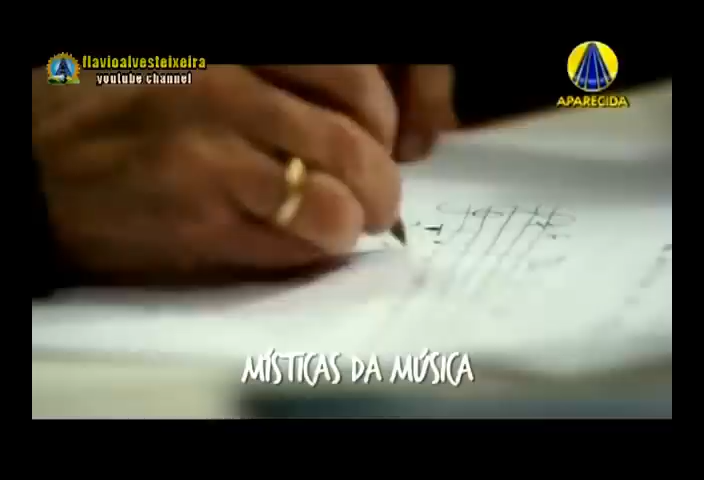 flavioalvesteixeira
youtube channel
APARECIDA
MÍSTICAS DA MÚSICA